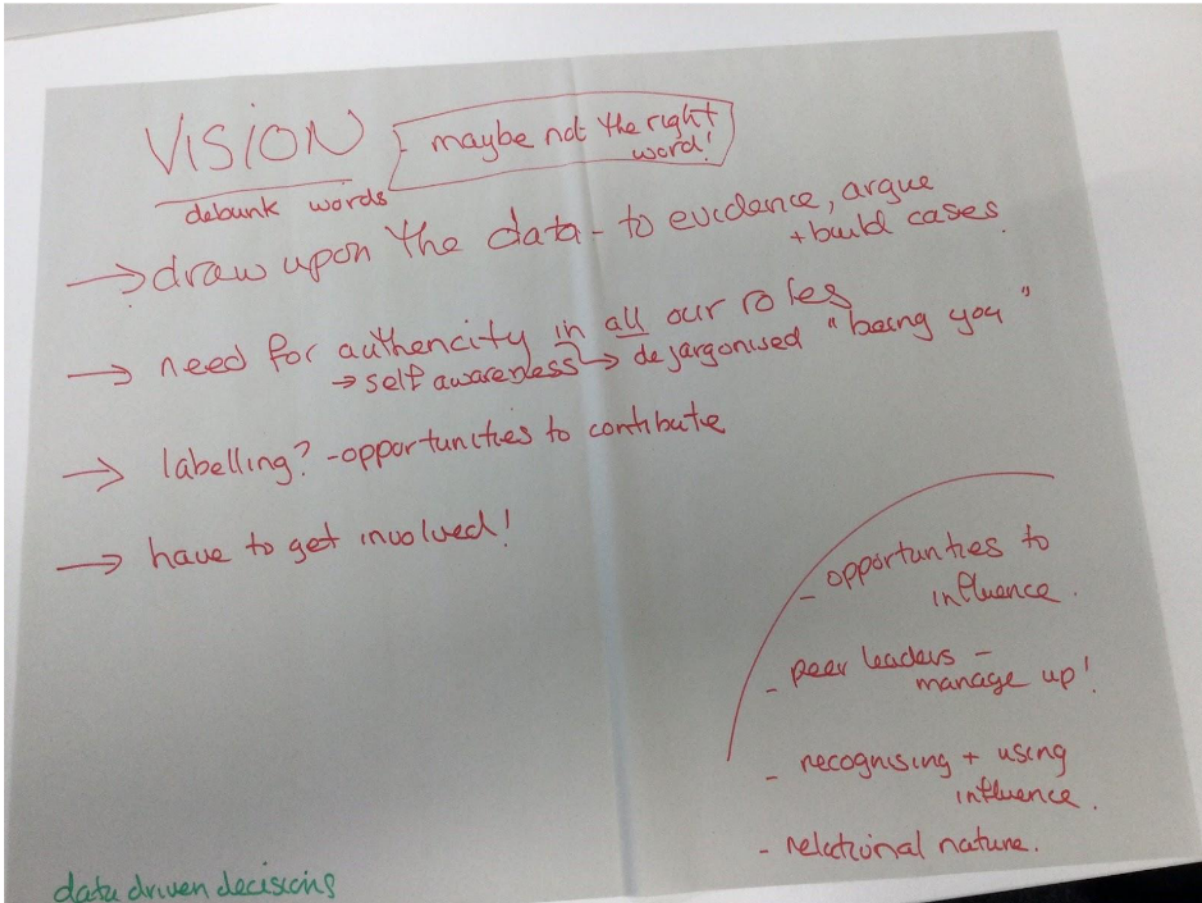 VISION - maybe not the right
word!
debunk words
→ draw upon the data - to evidence, argue
+ build cases.
→ need for authencity in all our roles
→ self awareness → dejargonised "being you"
→ labelling? - opportunities to contibute
→ have to get involved!
- opportunities to
influence.
- peer leaders -
manage up!
- recognising + using
influence.
- relational nature.
data driven decisions